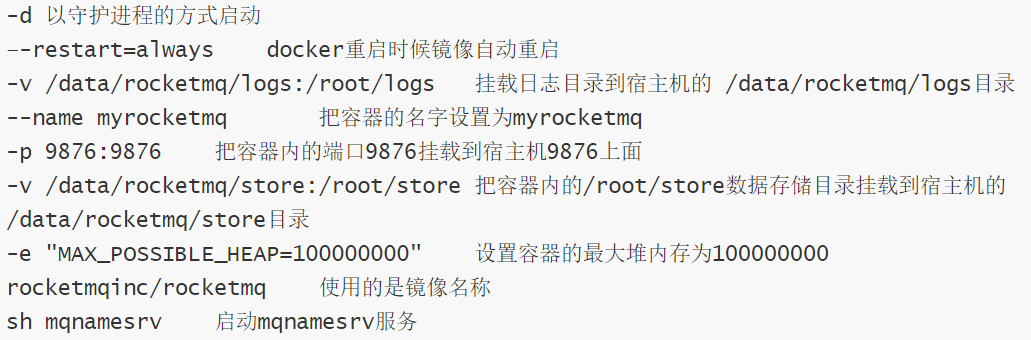 -d 以守护进程的方式启动
–-restart=always    docker重启时候镜像自动重启
-v /data/rocketmq/logs:/root/logs   挂载日志目录到宿主机的 /data/rocketmq/logs目录
--name myrocketmq       把容器的名字设置为myrocketmq
-p 9876:9876    把容器内的端口9876挂载到宿主机9876上面
-v /data/rocketmq/store:/root/store 把容器内的/root/store数据存储目录挂载到宿主机的
/data/rocketmq/store目录
-e "MAX_POSSIBLE_HEAP=100000000"    设置容器的最大堆内存为100000000
rocketmqinc/rocketmq    使用的是镜像名称
sh mqnamesrv    启动mqnamesrv服务